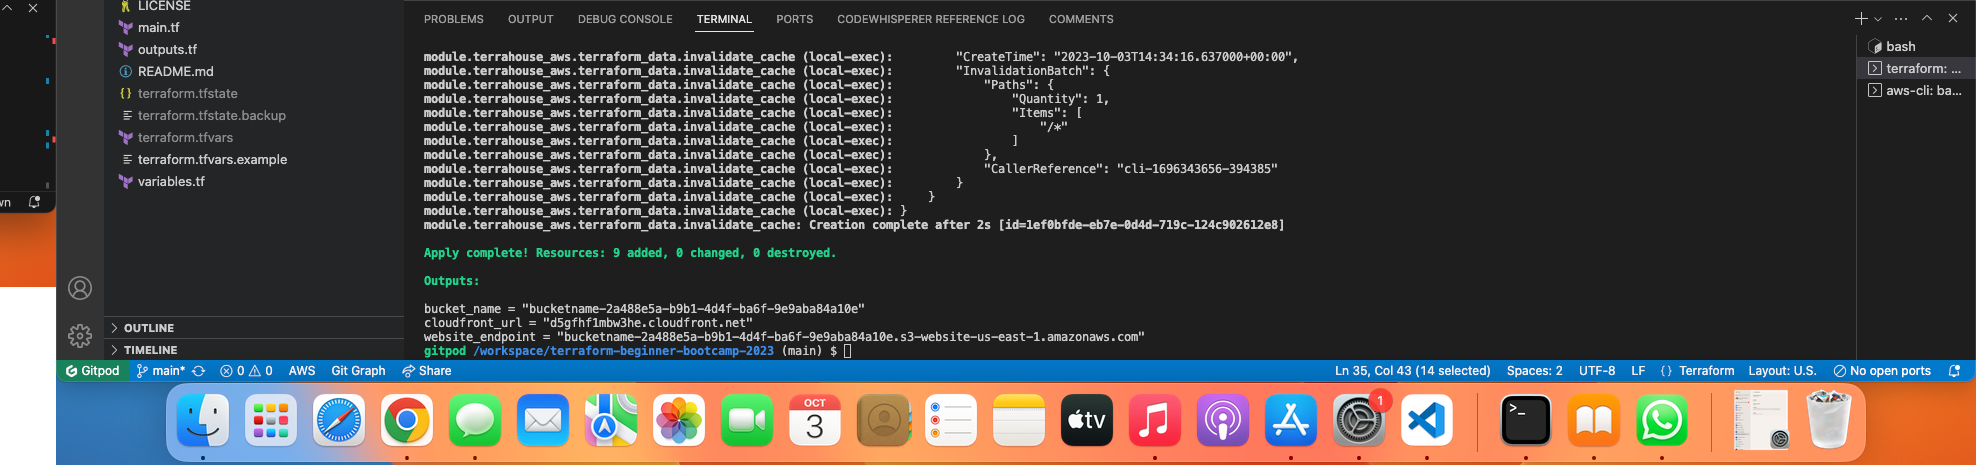 LICENSE
main.tf
outputs.tf
README.md
terraform.tfstate
terraform.tfstate.backup
terraform.tfvars
terraform.tfvars.example
variables.tf
wn
OUTLINE
TIMELINE
PROBLEMS OUTPUT DEBUG CONSOLE TERMINAL PORTS CODEWHISPERER REFERENCE LOG COMMENTS
module.terrahouse_aws.terraform_data.invalidate_cache (local-exec):         "CreateTime": "2023-10-03T14:34:16.637000+00:00",
module.terrahouse_aws.terraform_data.invalidate_cache (local-exec):         "InvalidationBatch": {
module.terrahouse_aws.terraform_data.invalidate_cache (local-exec):             "Paths": {
module.terrahouse_aws.terraform_data.invalidate_cache (local-exec):                 "Quantity": 1,
module.terrahouse_aws.terraform_data.invalidate_cache (local-exec):                 "Items": [
module.terrahouse_aws.terraform_data.invalidate_cache (local-exec):                     "/*"
module.terrahouse_aws.terraform_data.invalidate_cache (local-exec):                 ]
module.terrahouse_aws.terraform_data.invalidate_cache (local-exec):             },
module.terrahouse_aws.terraform_data.invalidate_cache (local-exec):             "CallerReference": "cli-1696343656-394385"
module.terrahouse_aws.terraform_data.invalidate_cache (local-exec):         }
module.terrahouse_aws.terraform_data.invalidate_cache (local-exec):     }
module.terrahouse_aws.terraform_data.invalidate_cache (local-exec): }
module.terrahouse_aws.terraform_data.invalidate_cache: Creation complete after 2s [id=1ef0bfde-eb7e-0d4d-719c-124c902612e8]
Apply complete! Resources: 9 added, 0 changed, 0 destroyed.
Outputs:
bucket_name = "bucketname-2a488e5a-b9b1-4d4f-ba6f-9e9aba84a10e"
cloudfront_url = "d5gfhf1mbw3he.cloudfront.net"
website_endpoint = "bucketname-2a488e5a-b9b1-4d4f-ba6f-9e9aba84a10e.s3-website-us-east-1.amazonaws.com"
gitpod /workspace/terraform-beginner-bootcamp-2023 (main) $
bash
terraform: ...
aws-cli: ba...
Gitpod main* 0 0 AWS Git Graph Share Ln 35, Col 43 (14 selected) Spaces: 2 UTF-8 LF {} Terraform Layout: U.S. No open ports
OCT
3
tv
1
>_